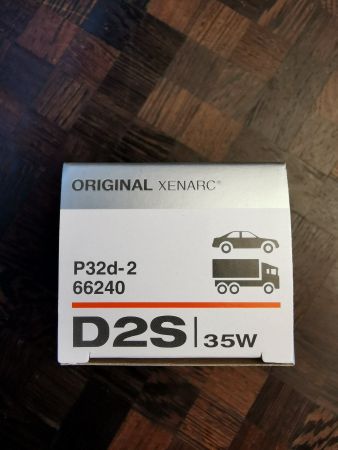 ORIGINAL XENARC®
P32d-2
66240
D2S | 35W